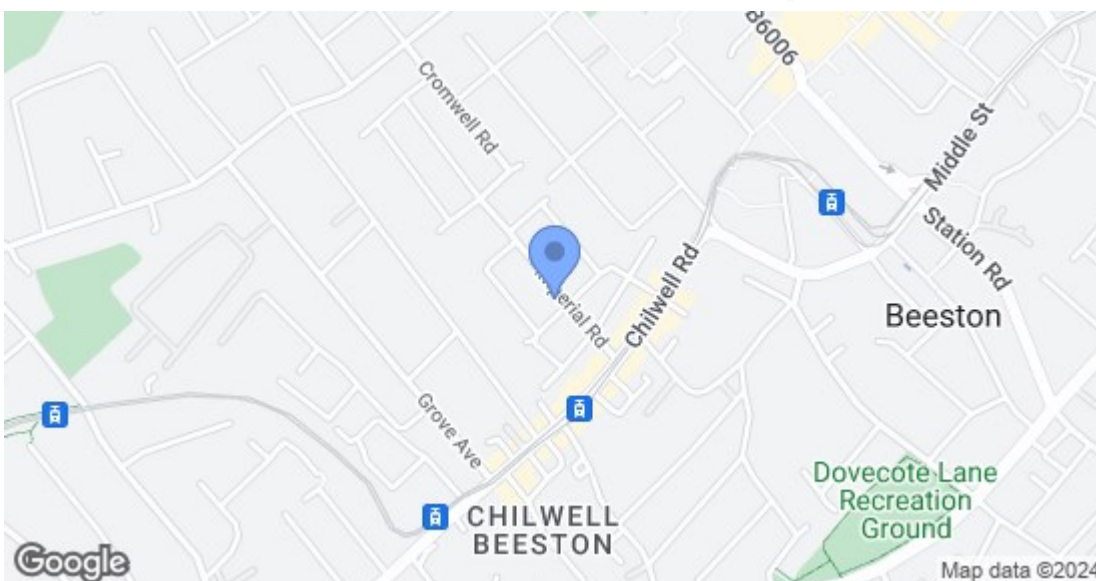 B6006
Cromwell Rd
Middle St
Station Rd
Chilwell Rd
erial Rd
Beeston
Grove Ave
Dovecote Lane
Recreation
Ground
CHILWELL
BEESTON
Google
Map data ©2024